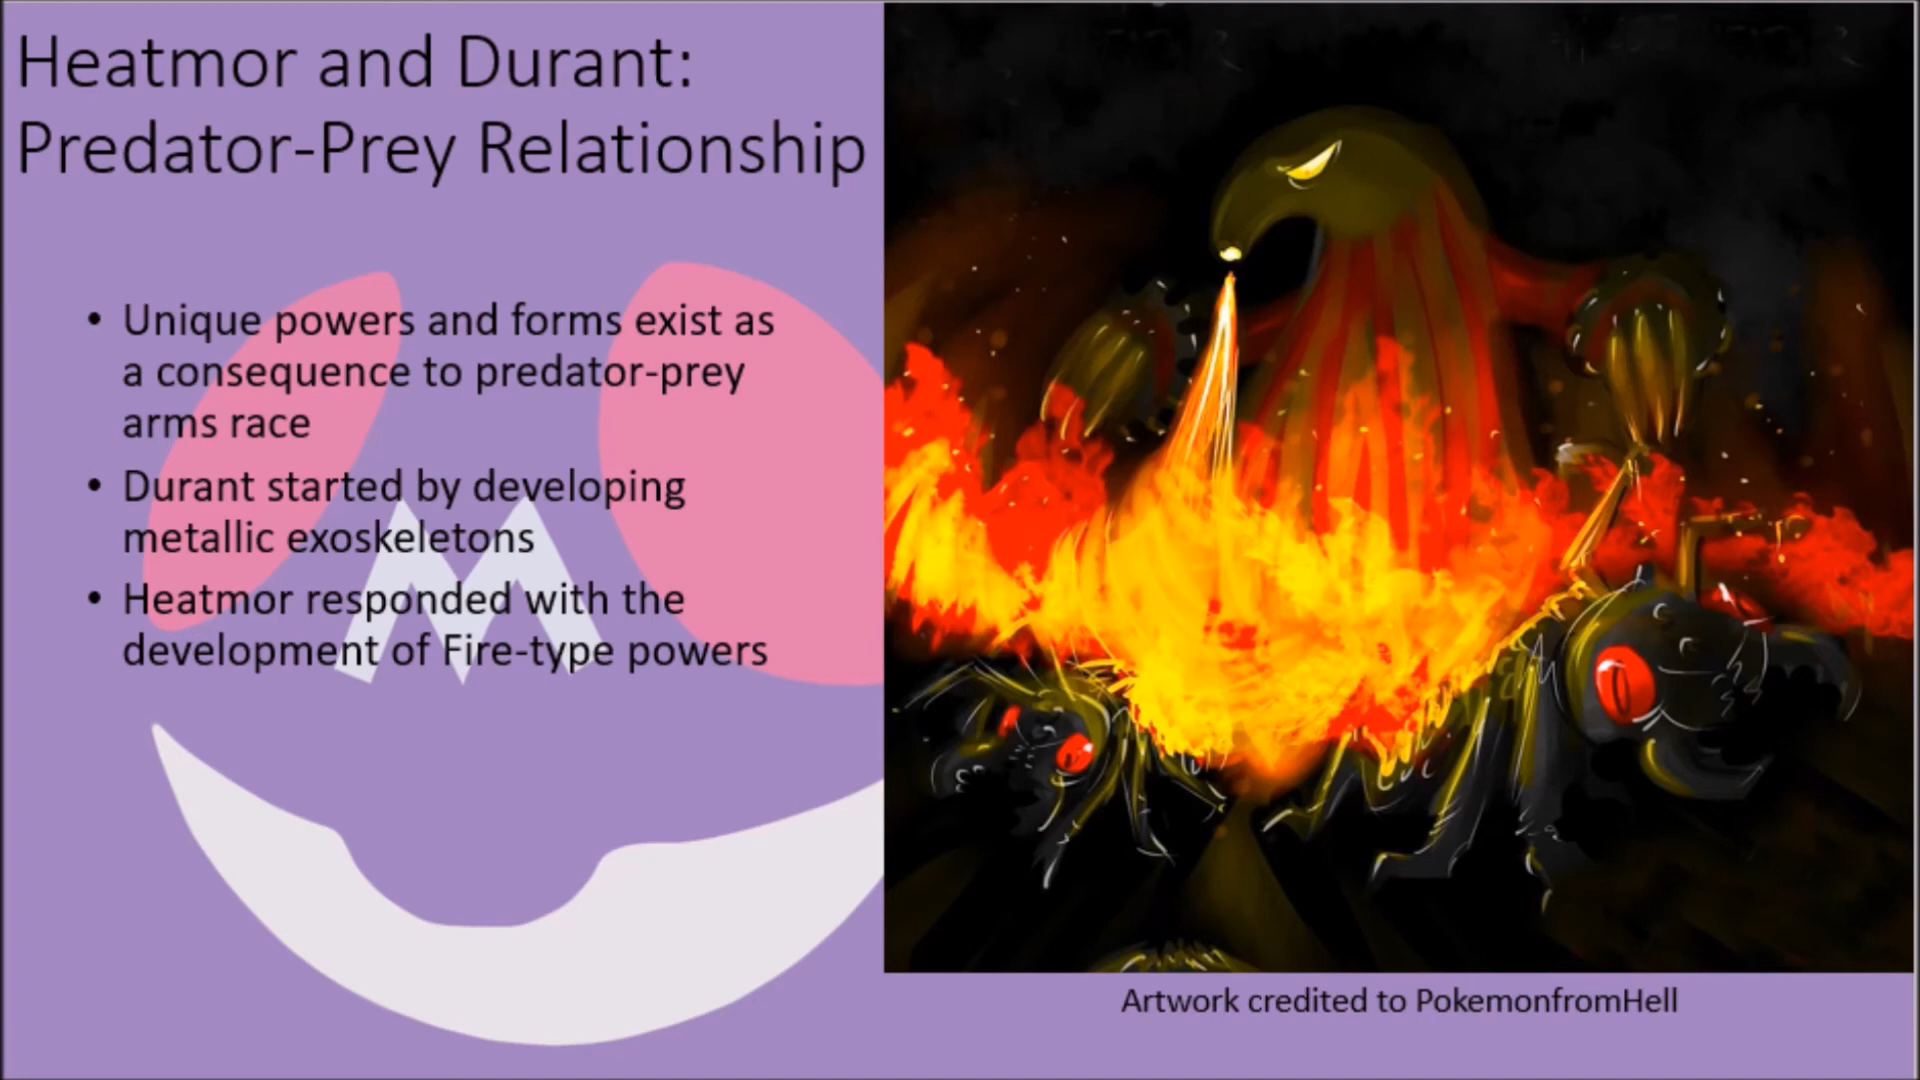 Heatmor and Durant:
Predator-Prey Relationship
• Unique powers and forms exist as
a consequence to predator-prey
arms race
• Durant started by developing
metallic exoskeletons
• Heatmor responded with the
development of Fire-type powers
Artwork credited to PokemonfromHell